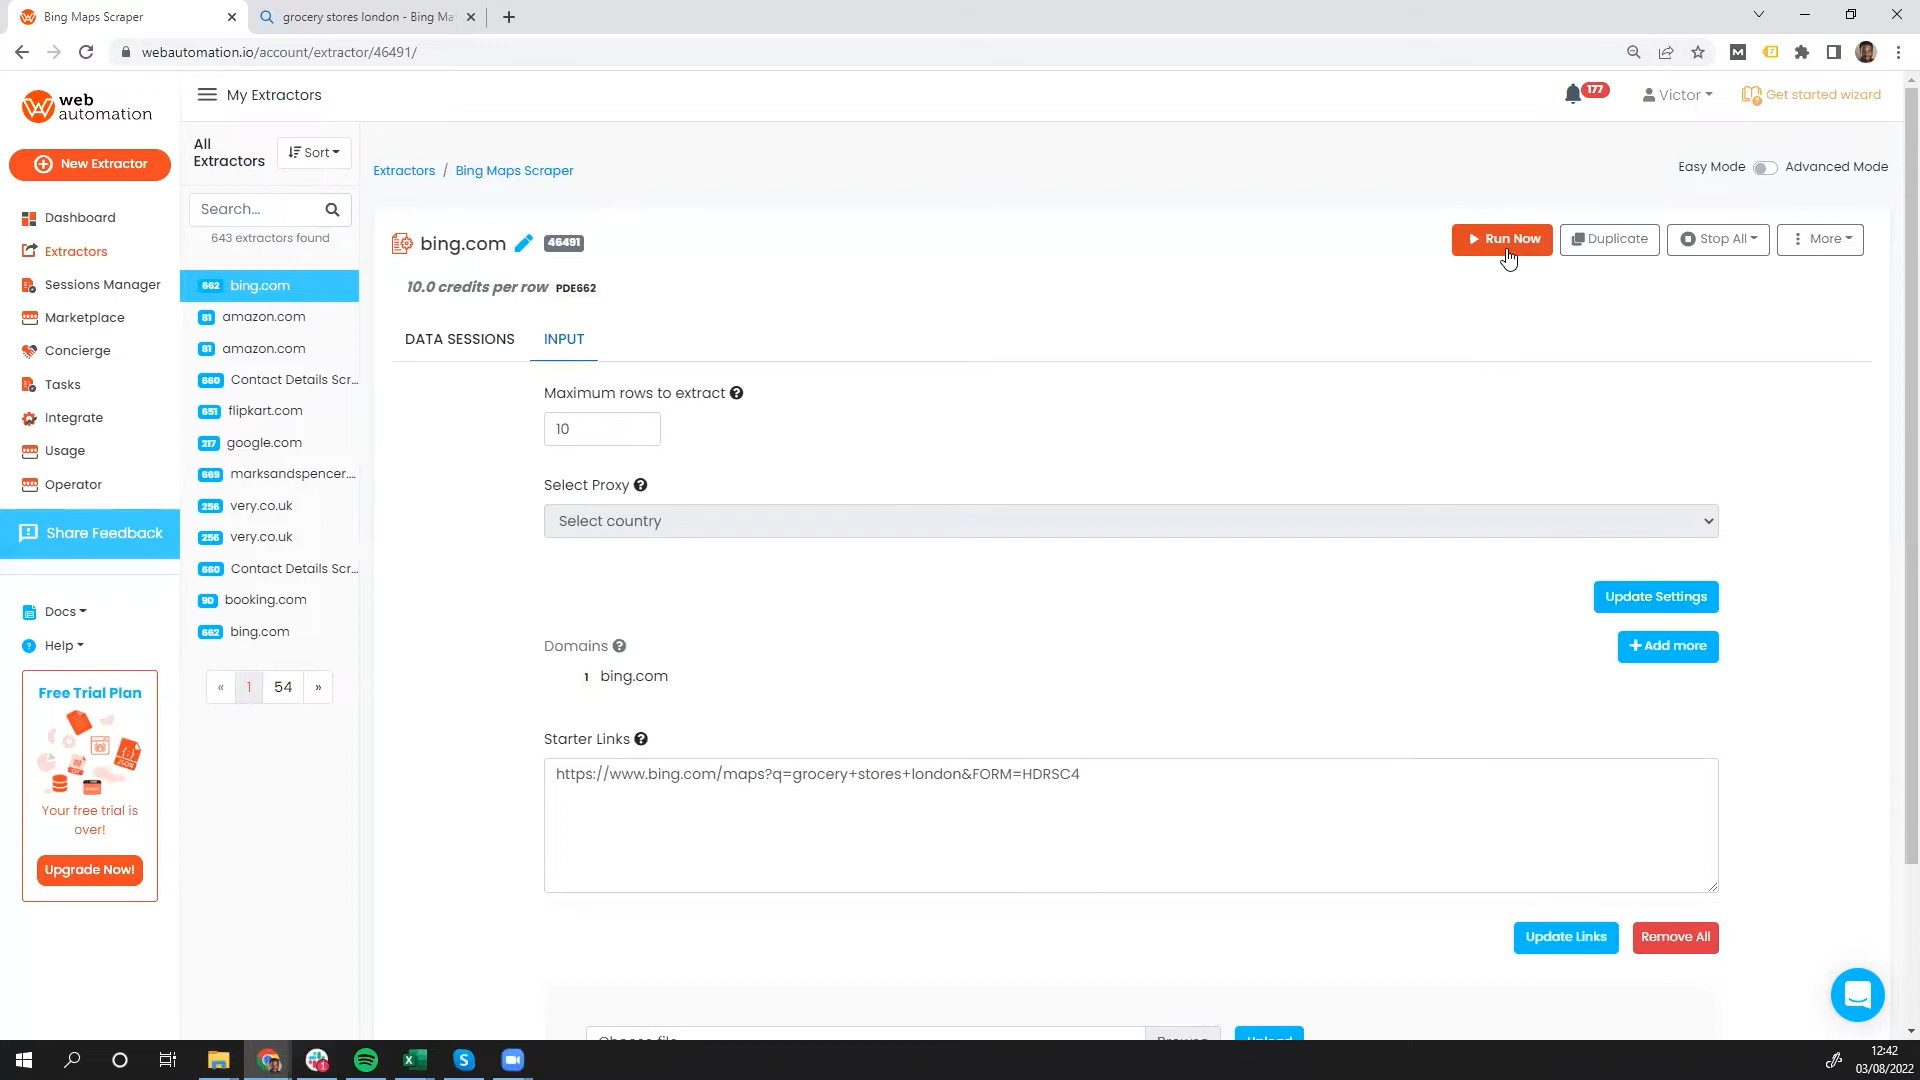 Bing Maps Scraper
grocery stores london - Bing Ma
webautomation.io/account/extractor/46491/
web
automation
My Extractors
177
Victor
Get started wizard
New Extractor
All
Extractors
Sort
Extractors / Bing Maps Scraper
Easy Mode
Advanced Mode
Search...
643 extractors found
Dashboard
Extractors
Sessions Manager
Marketplace
Concierge
Tasks
Integrate
Usage
Operator
Share Feedback
Docs
Help
Free Trial Plan
JSON
Your free trial is
over!
Upgrade Now!
662 bing.com
81 amazon.com
81 amazon.com
660 Contact Details Scr...
651 flipkart.com
217 google.com
669 marksandspencer....
256 very.co.uk
256 very.co.uk
660 Contact Details Scr...
90 booking.com
662 bing.com
« 1 54 »
bing.com 46491
Run Now
Duplicate
Stop All
More
10.0 credits per row PDE662
DATA SESSIONS
INPUT
Maximum rows to extract
10
Select Proxy
Select country
Update Settings
Domains
Add more
1 bing.com
Starter Links
https://www.bing.com/maps?q=grocery+stores+london&FORM=HDRSC4
Update Links
Remove All
Choose file
Browse
Upload
12:42
03/08/2022